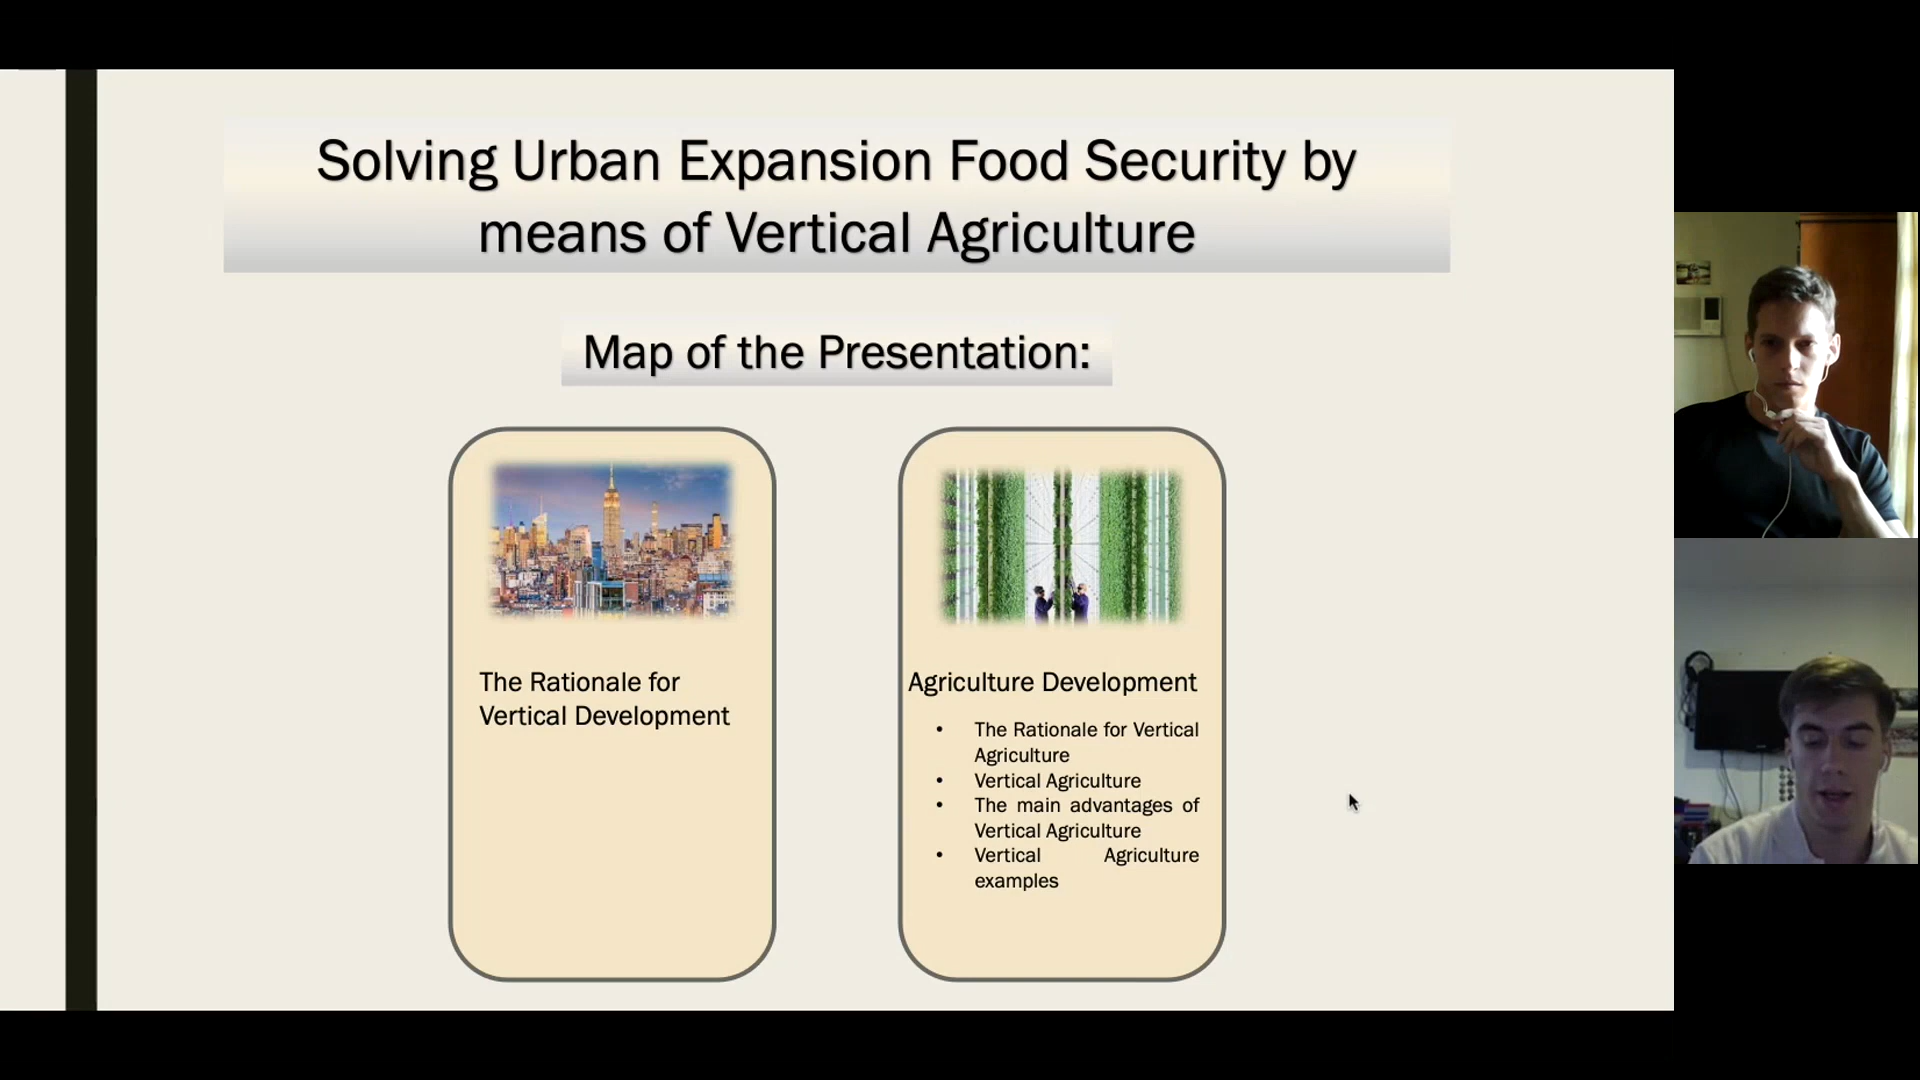 Solving Urban Expansion Food Security by
means of Vertical Agriculture
Map of the Presentation:
The Rationale for
Vertical Development
Agriculture Development
• The Rationale for Vertical
Agriculture
• Vertical Agriculture
• The main advantages of
Vertical Agriculture
• Vertical Agriculture
examples